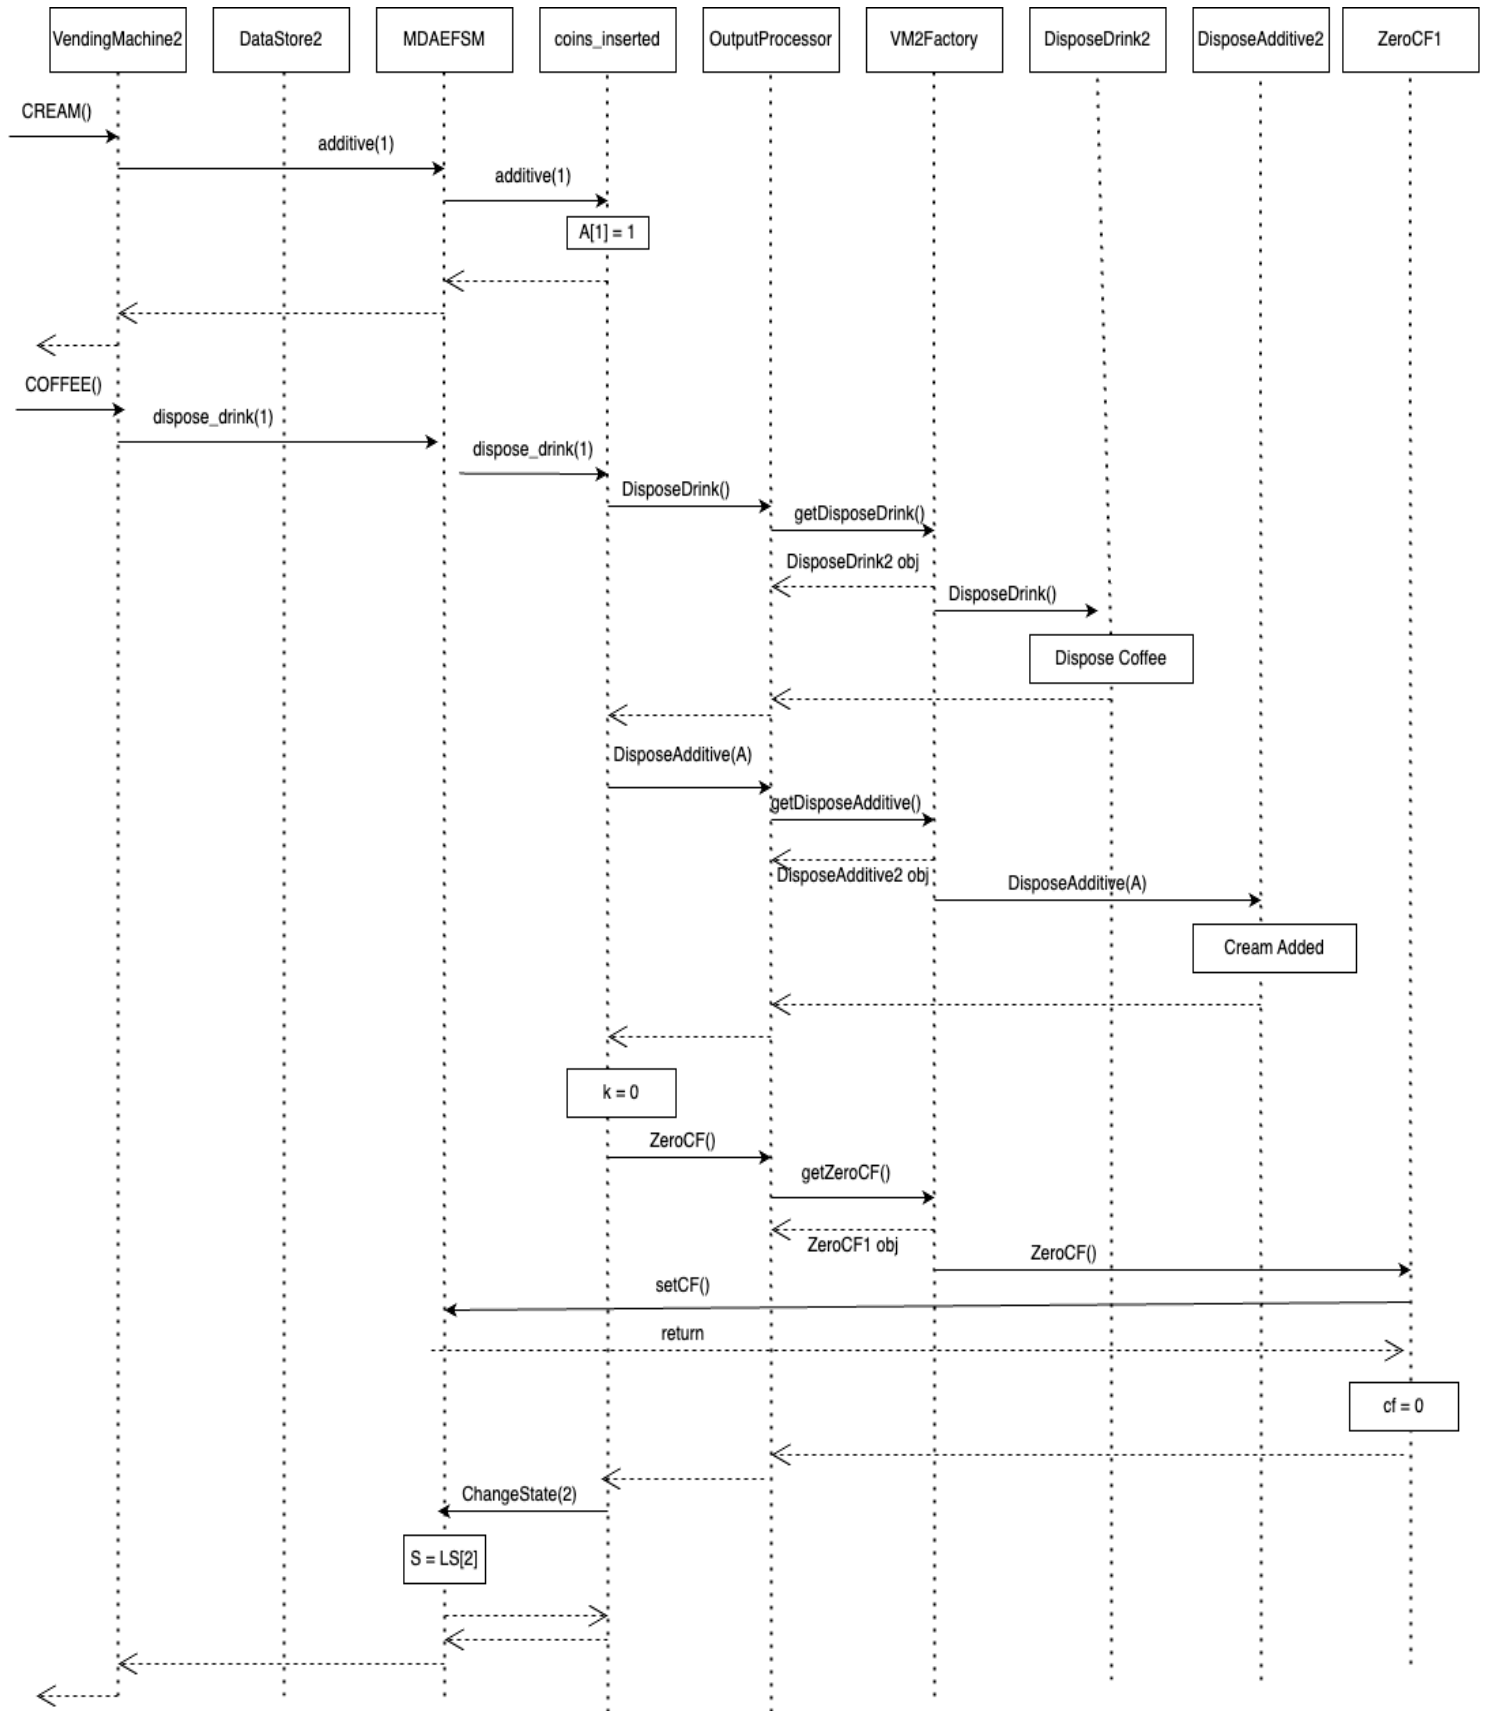 VendingMachine2
DataStore2
MDAEFSM
coins_inserted
OutputProcessor
VM2Factory
DisposeDrink2
DisposeAdditive2
ZeroCF1
CREAM()
additive(1)
additive(1)
A[1] = 1
COFFEE()
dispose_drink(1)
dispose_drink(1)
DisposeDrink()
getDisposeDrink()
DisposeDrink2 obj
DisposeDrink()
Dispose Coffee
DisposeAdditive(A)
getDisposeAdditive()
DisposeAdditive2 obj
DisposeAdditive(A)
Cream Added
k = 0
ZeroCF()
getZeroCF()
ZeroCF1 obj
ZeroCF()
setCF()
return
cf = 0
ChangeState(2)
S = LS[2]